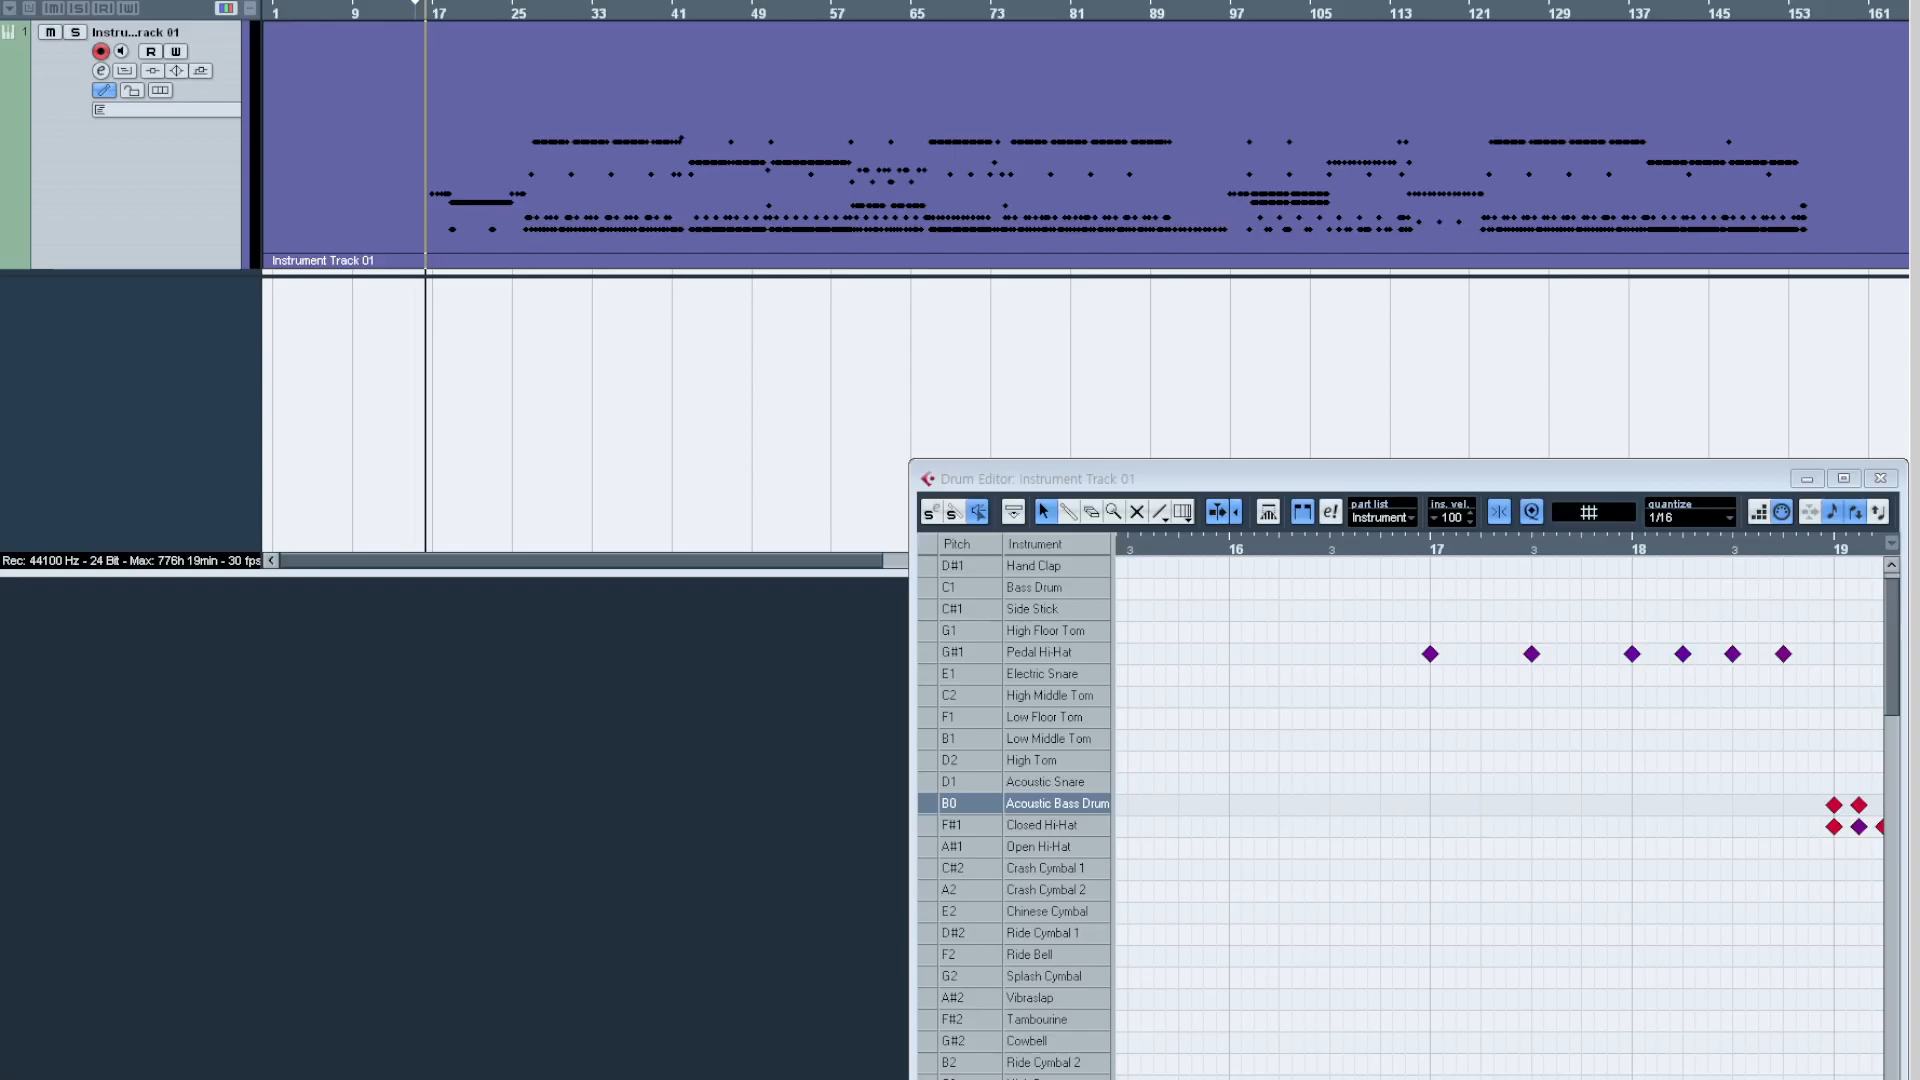 1 9 17 25 33 41 49 57 65 73 81 89 97 105 113 121 129 137 145 153 161
1 m S Instru...rack 01
R W
e
Instrument Track 01
Rec: 44100 Hz - 24 Bit - Max: 776h 19min - 30 fps
Drum Editor: Instrument Track 01
part list ins. vel. quantize
e! Instrument 100 1/16
Pitch Instrument 3 16 3 17 3 18 3 19
D#1 Hand Clap
C1 Bass Drum
C#1 Side Stick
G1 High Floor Tom
G#1 Pedal Hi-Hat
E1 Electric Snare
C2 High Middle Tom
F1 Low Floor Tom
B1 Low Middle Tom
D2 High Tom
D1 Acoustic Snare
B0 Acoustic Bass Drum
F#1 Closed Hi-Hat
A#1 Open Hi-Hat
C#2 Crash Cymbal 1
A2 Crash Cymbal 2
E2 Chinese Cymbal
D#2 Ride Cymbal 1
F2 Ride Bell
G2 Splash Cymbal
A#2 Vibraslap
F#2 Tambourine
G#2 Cowbell
B2 Ride Cymbal 2